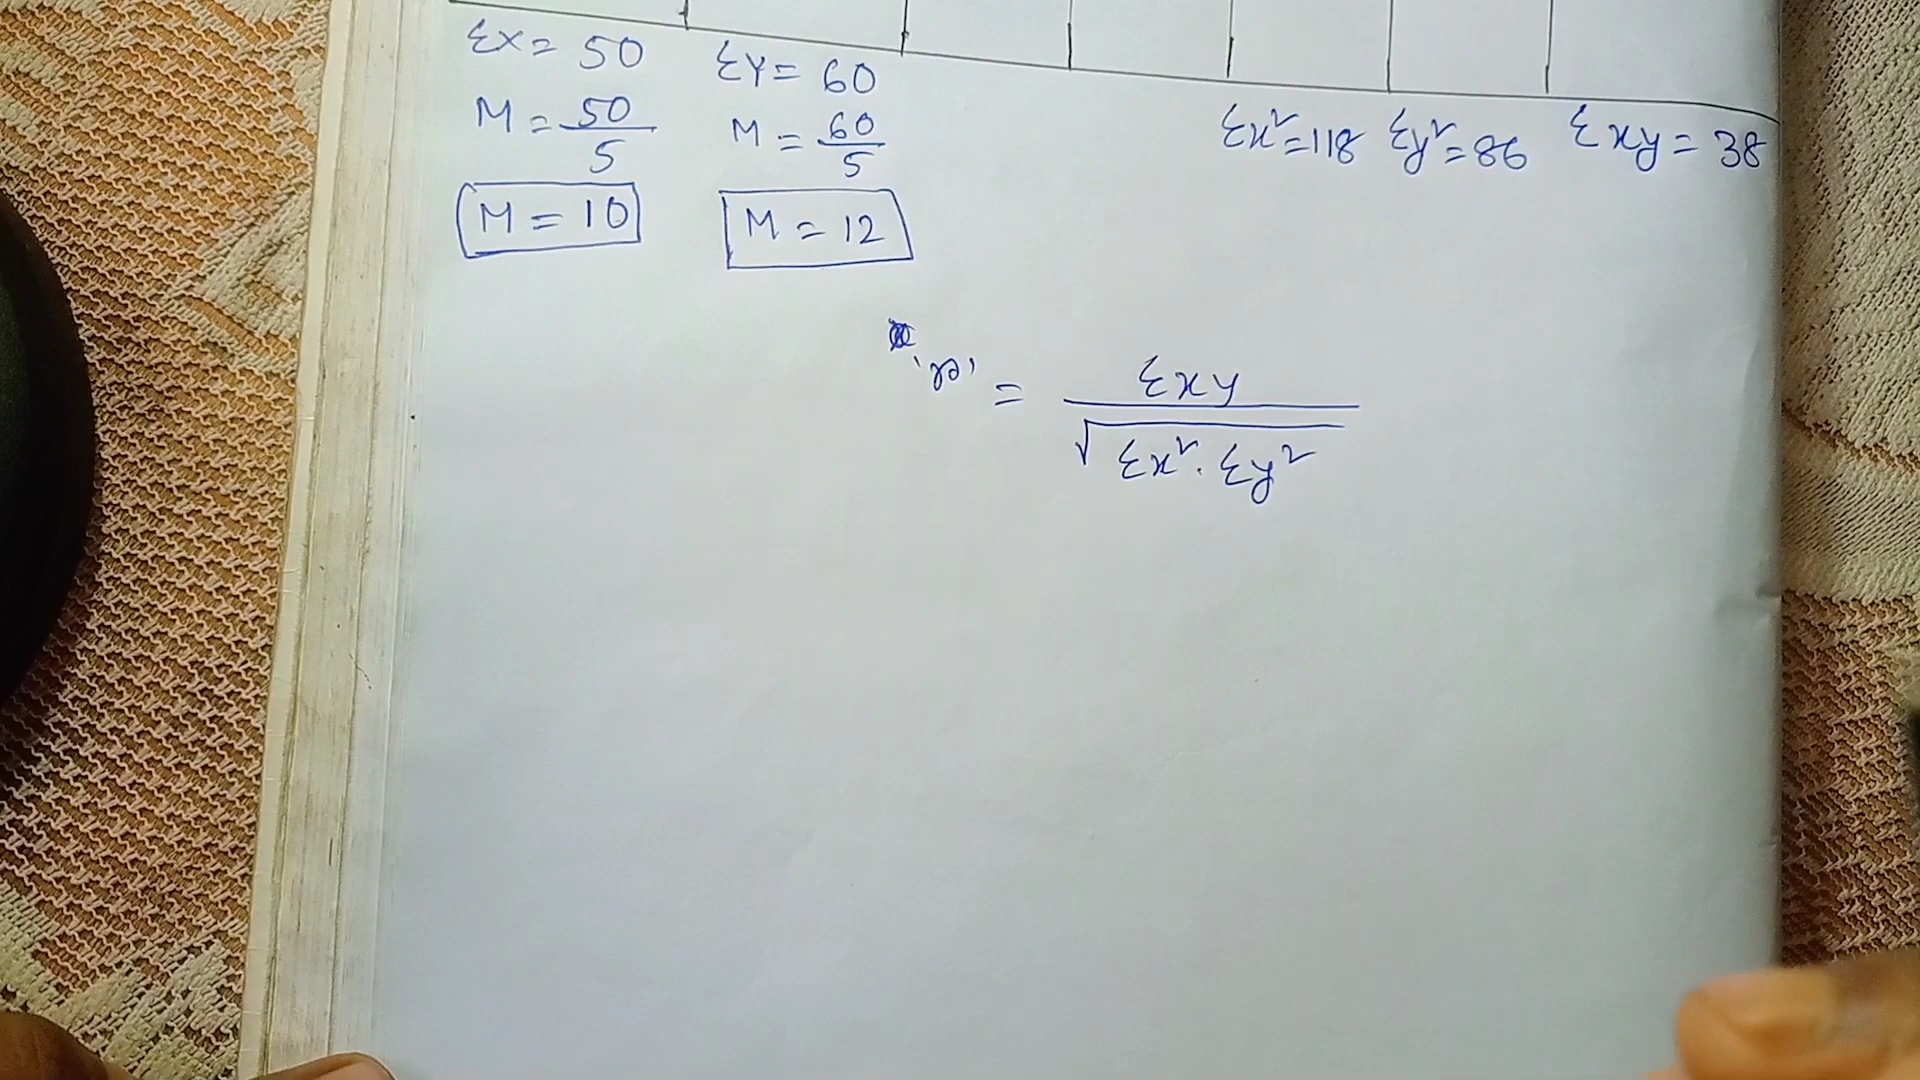 Σx = 50 ΣY = 60
M = 50/5 M = 60/5 Σx²=118 Σy²=86 Σxy = 38
M = 10 M = 12
'r' = Σxy / √Σx².Σy²